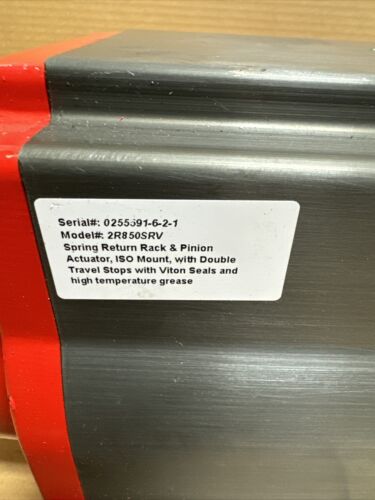 Serial#: 0255591-6-2-1
Model#: 2R850SRV
Spring Return Rack & Pinion
Actuator, ISO Mount, with Double
Travel Stops with Viton Seals and
high temperature grease